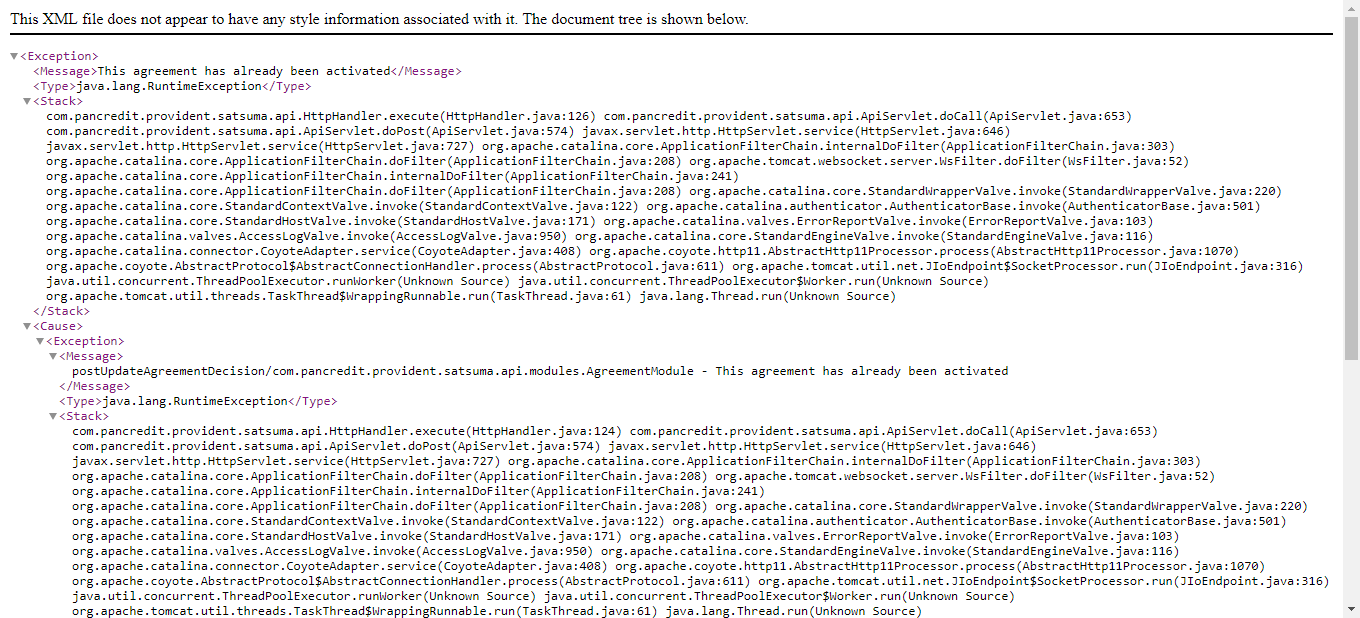 This XML file does not appear to have any style information associated with it. The document tree is shown below.
▼<Exception>
<Message>This agreement has already been activated</Message>
<Type>java.lang.RuntimeException</Type>
▼<Stack>
com.pancredit.provident.satsuma.api.HttpHandler.execute(HttpHandler.java:126) com.pancredit.provident.satsuma.api.ApiServlet.doCall(ApiServlet.java:653)
com.pancredit.provident.satsuma.api.ApiServlet.doPost(ApiServlet.java:574) javax.servlet.http.HttpServlet.service(HttpServlet.java:646)
javax.servlet.http.HttpServlet.service(HttpServlet.java:727) org.apache.catalina.core.ApplicationFilterChain.internalDoFilter(ApplicationFilterChain.java:303)
org.apache.catalina.core.ApplicationFilterChain.doFilter(ApplicationFilterChain.java:208) org.apache.tomcat.websocket.server.WsFilter.doFilter(WsFilter.java:52)
org.apache.catalina.core.ApplicationFilterChain.internalDoFilter(ApplicationFilterChain.java:241)
org.apache.catalina.core.ApplicationFilterChain.doFilter(ApplicationFilterChain.java:208) org.apache.catalina.core.StandardWrapperValve.invoke(StandardWrapperValve.java:220)
org.apache.catalina.core.StandardContextValve.invoke(StandardContextValve.java:122) org.apache.catalina.authenticator.AuthenticatorBase.invoke(AuthenticatorBase.java:501)
org.apache.catalina.core.StandardHostValve.invoke(StandardHostValve.java:171) org.apache.catalina.valves.ErrorReportValve.invoke(ErrorReportValve.java:103)
org.apache.catalina.valves.AccessLogValve.invoke(AccessLogValve.java:950) org.apache.catalina.core.StandardEngineValve.invoke(StandardEngineValve.java:116)
org.apache.catalina.connector.CoyoteAdapter.service(CoyoteAdapter.java:408) org.apache.coyote.http11.AbstractHttp11Processor.process(AbstractHttp11Processor.java:1070)
org.apache.coyote.AbstractProtocol$AbstractConnectionHandler.process(AbstractProtocol.java:611) org.apache.tomcat.util.net.JIoEndpoint$SocketProcessor.run(JIoEndpoint.java:316)
java.util.concurrent.ThreadPoolExecutor.runWorker(Unknown Source) java.util.concurrent.ThreadPoolExecutor$Worker.run(Unknown Source)
org.apache.tomcat.util.threads.TaskThread$WrappingRunnable.run(TaskThread.java:61) java.lang.Thread.run(Unknown Source)
</Stack>
▼<Cause>
▼<Exception>
▼<Message>
postUpdateAgreementDecision/com.pancredit.provident.satsuma.api.modules.AgreementModule - This agreement has already been activated
</Message>
<Type>java.lang.RuntimeException</Type>
▼<Stack>
com.pancredit.provident.satsuma.api.HttpHandler.execute(HttpHandler.java:124) com.pancredit.provident.satsuma.api.ApiServlet.doCall(ApiServlet.java:653)
com.pancredit.provident.satsuma.api.ApiServlet.doPost(ApiServlet.java:574) javax.servlet.http.HttpServlet.service(HttpServlet.java:646)
javax.servlet.http.HttpServlet.service(HttpServlet.java:727) org.apache.catalina.core.ApplicationFilterChain.internalDoFilter(ApplicationFilterChain.java:303)
org.apache.catalina.core.ApplicationFilterChain.doFilter(ApplicationFilterChain.java:208) org.apache.tomcat.websocket.server.WsFilter.doFilter(WsFilter.java:52)
org.apache.catalina.core.ApplicationFilterChain.internalDoFilter(ApplicationFilterChain.java:241)
org.apache.catalina.core.ApplicationFilterChain.doFilter(ApplicationFilterChain.java:208) org.apache.catalina.core.StandardWrapperValve.invoke(StandardWrapperValve.java:220)
org.apache.catalina.core.StandardContextValve.invoke(StandardContextValve.java:122) org.apache.catalina.authenticator.AuthenticatorBase.invoke(AuthenticatorBase.java:501)
org.apache.catalina.core.StandardHostValve.invoke(StandardHostValve.java:171) org.apache.catalina.valves.ErrorReportValve.invoke(ErrorReportValve.java:103)
org.apache.catalina.valves.AccessLogValve.invoke(AccessLogValve.java:950) org.apache.catalina.core.StandardEngineValve.invoke(StandardEngineValve.java:116)
org.apache.catalina.connector.CoyoteAdapter.service(CoyoteAdapter.java:408) org.apache.coyote.http11.AbstractHttp11Processor.process(AbstractHttp11Processor.java:1070)
org.apache.coyote.AbstractProtocol$AbstractConnectionHandler.process(AbstractProtocol.java:611) org.apache.tomcat.util.net.JIoEndpoint$SocketProcessor.run(JIoEndpoint.java:316)
java.util.concurrent.ThreadPoolExecutor.runWorker(Unknown Source) java.util.concurrent.ThreadPoolExecutor$Worker.run(Unknown Source)
org.apache.tomcat.util.threads.TaskThread$WrappingRunnable.run(TaskThread.java:61) java.lang.Thread.run(Unknown Source)